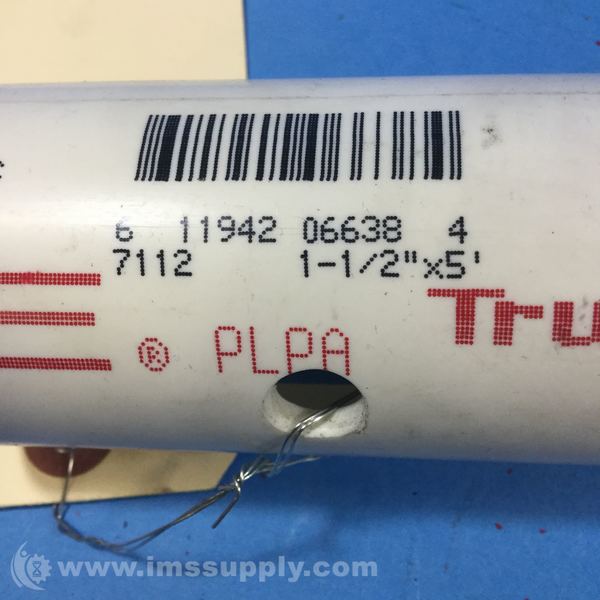 6 11942 06638 4
7112 1-1/2"x5'
® PLPA Tru
www.imssupply.com